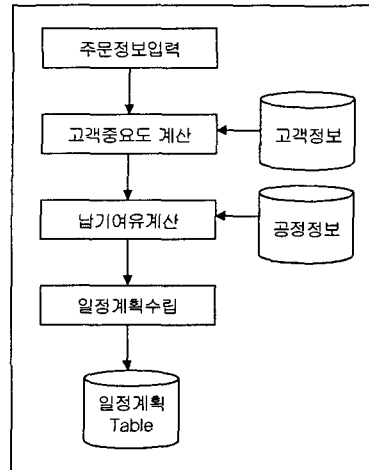 주문정보입력
고객중요도 계산
고객정보
납기여유계산
공정정보
일정계획수립
일정계획
Table